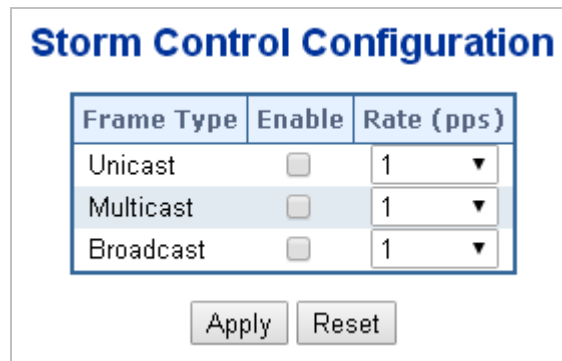 Storm Control Configuration
Frame Type Enable Rate (pps)
Unicast 1
Multicast 1
Broadcast 1
Apply Reset